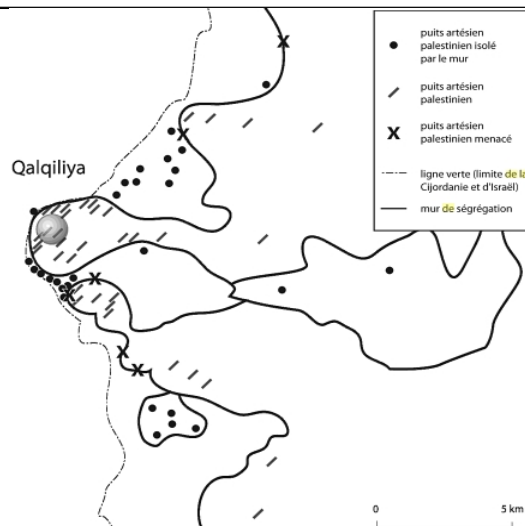 puits artésien
palestinien isolé
par le mur
puits artésien
palestinien
puits artésien
palestinien menacé
ligne verte (limite de la
Cijordanie et d'Israël)
mur de ségrégation
Qalqiliya
0 5 km